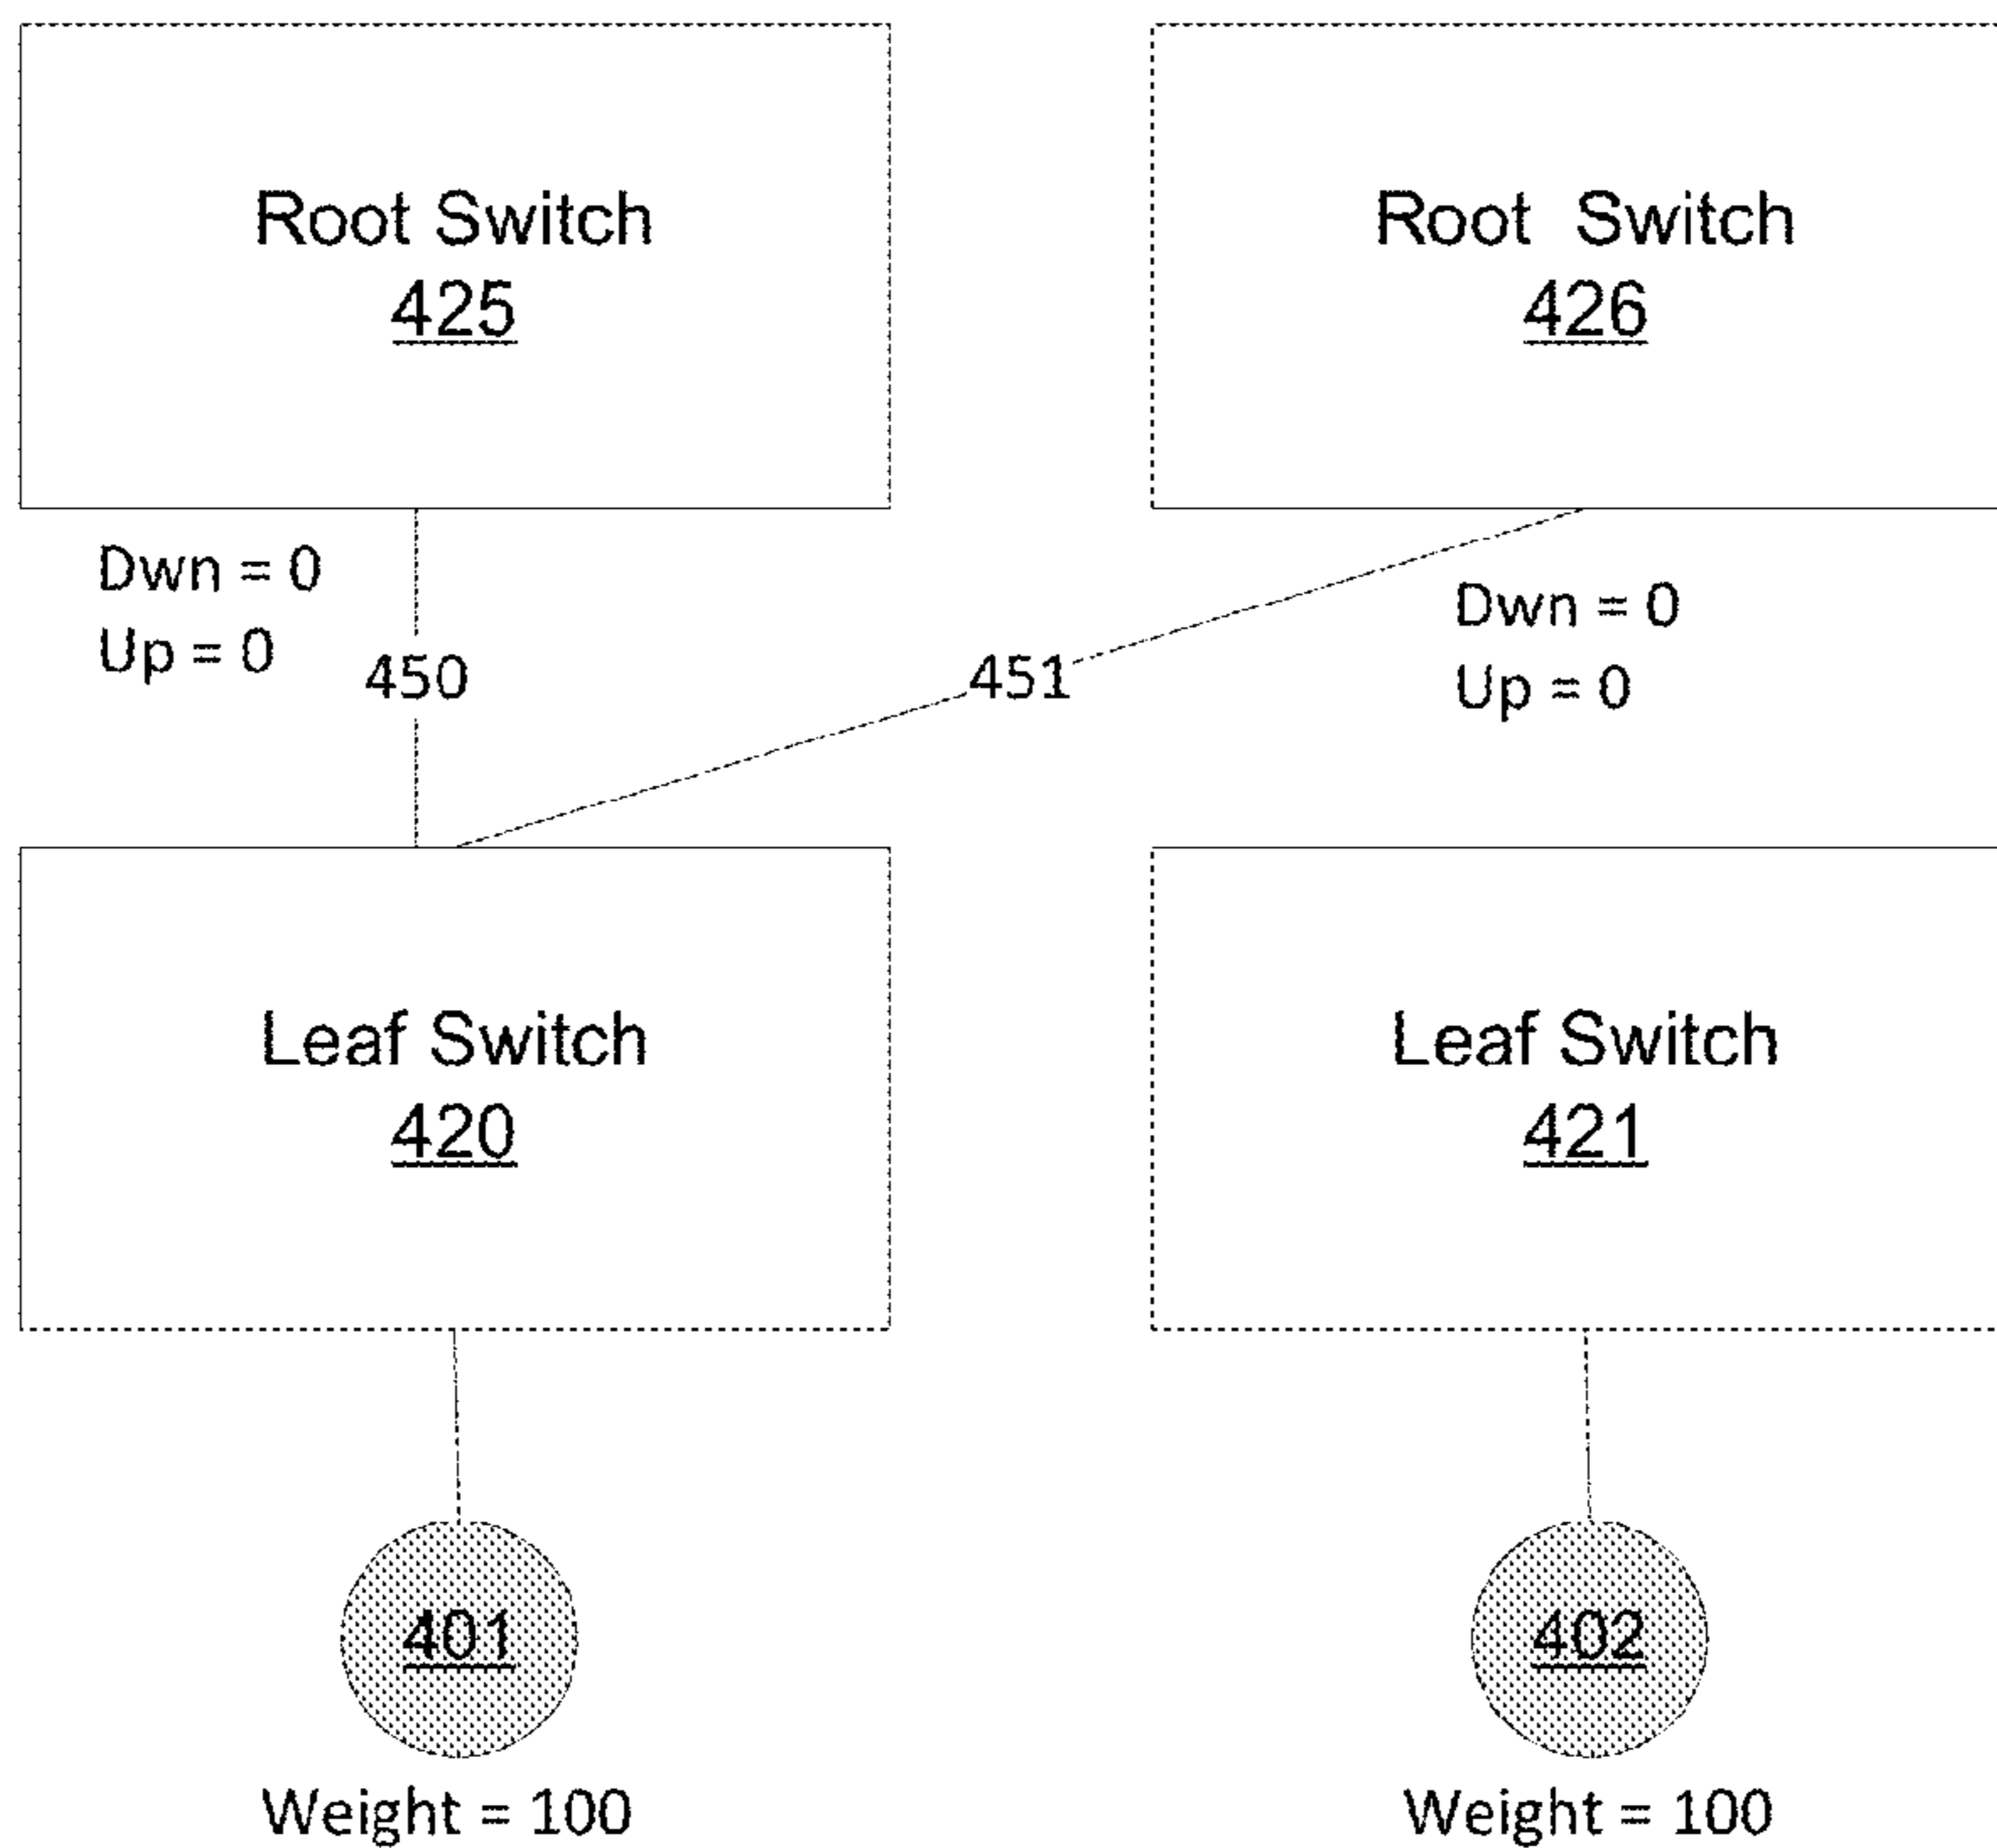 Root Switch
425
Root Switch
426
Dwn = 0
Up = 0
450
451
Dwn = 0
Up = 0
Leaf Switch
420
Leaf Switch
421
401
402
Weight = 100
Weight = 100